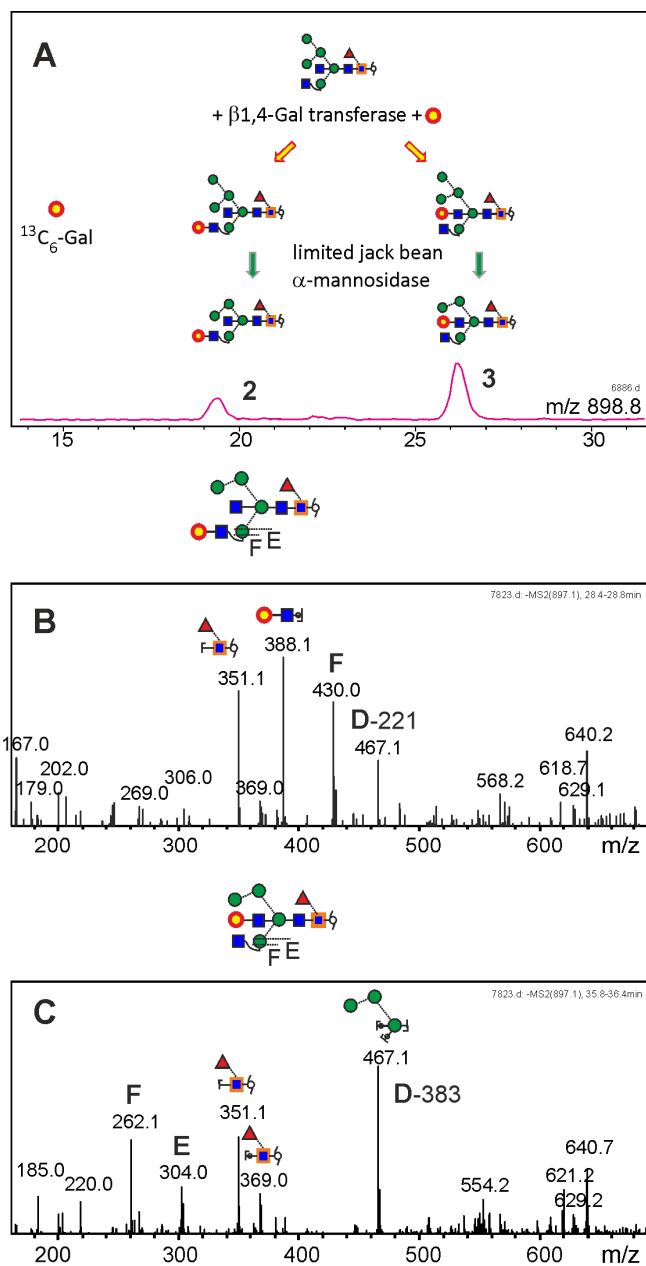 A
+ β1,4-Gal transferase +
¹³C₆-Gal
limited jack bean
α-mannosidase
2
3
6886.d
m/z 898.8
15
20
25
30
E
F
B
7823.d: -MS2(897.1), 28.4-28.8min
388.1
351.1
F
430.0
D-221
467.1
640.2
167.0
179.0
202.0
269.0
306.0
369.0
568.2
618.7
629.1
200
300
400
500
600
m/z
E
F
C
7823.d: -MS2(897.1), 35.8-36.4min
467.1
D-383
351.1
F
262.1
E
304.0
369.0
185.0
220.0
554.2
640.7
621.2
629.2
200
300
400
500
600
m/z